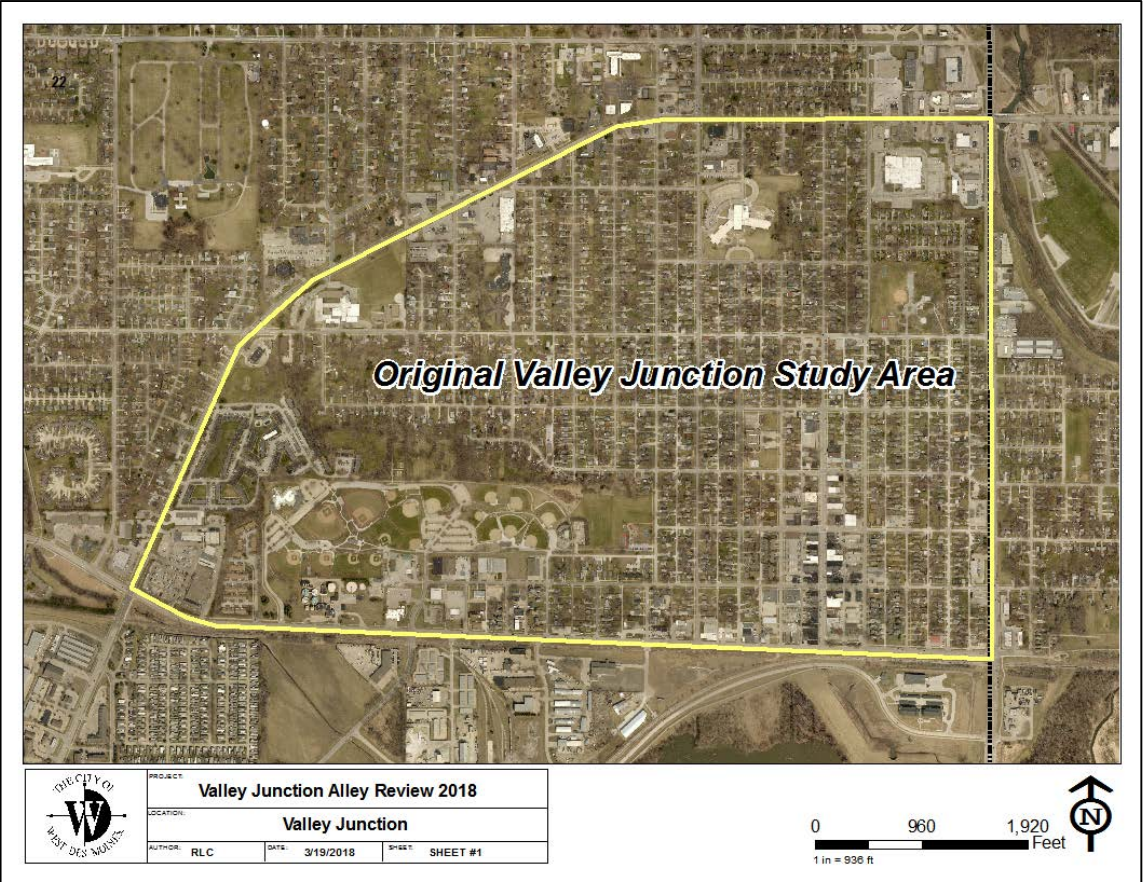 22
Original Valley Junction Study Area
THE CITY OF
W
WEST DES MOINES
PROJECT:
Valley Junction Alley Review 2018
LOCATION:
Valley Junction
AUTHOR: RLC DATE: 3/19/2018 SHEET: SHEET #1
0 960 1,920
Feet
1 in = 936 ft
N